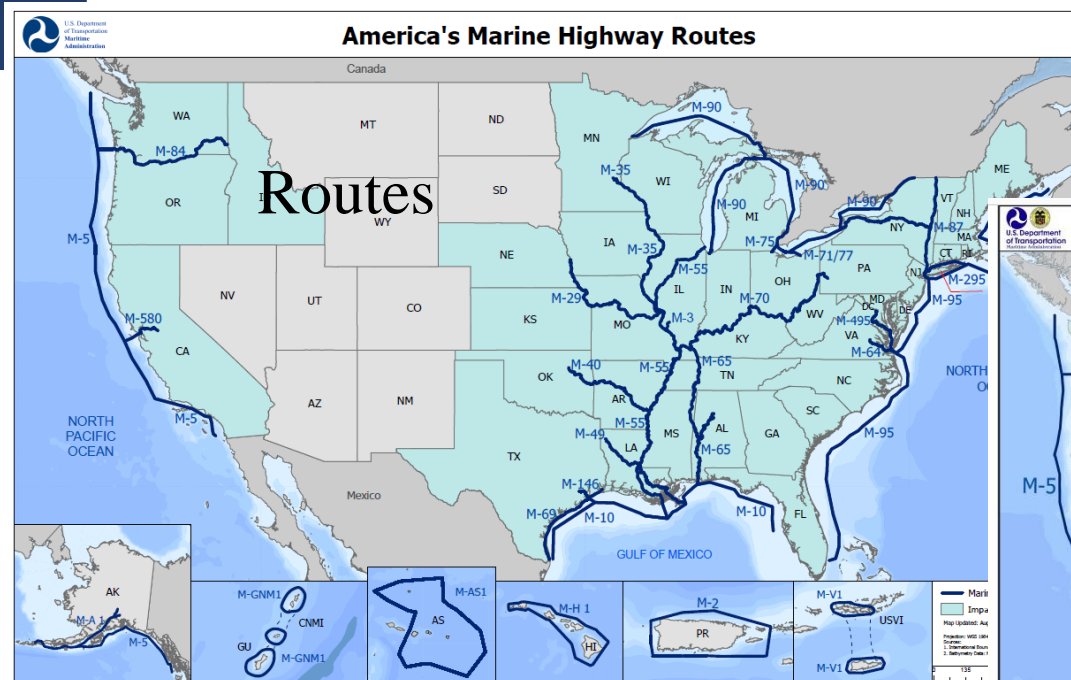 U.S. Department
of Transportation
Maritime
Administration
America's Marine Highway Routes
Canada
WA
MT
ND
MN
M-90
ME
M-84
OR
Routes
WY
SD
M-35
WI
M-90
M-90
MI
M-90
VT
NH
NY
M-87
MA
CT
RI
M-5
NE
IA
M-35
M-75
M-71/77
PA
NJ
M-295
M-95
NV
UT
CO
M-29
M-55
IL
IN
M-70
OH
MD
DC
DE
WV
M-495
VA
M-64
M-580
CA
KS
MO
M-3
KY
NORTH
M-40
M-55
M-65
TN
NC
OK
AR
AZ
NM
SC
NORTH
PACIFIC
OCEAN
M-5
M-55
M-49
LA
MS
AL
GA
M-65
M-95
TX
Mexico
M-146
M-69
M-10
M-10
FL
GULF OF MEXICO
AK
M-A 1
M-5
M-GNM1
CNMI
GU
M-GNM1
M-AS1
AS
M-H 1
HI
M-2
PR
M-V1
USVI
M-V1
Map Updated:
Sources:
135
U.S. Department
of Transportation
Maritime Administration
M-5